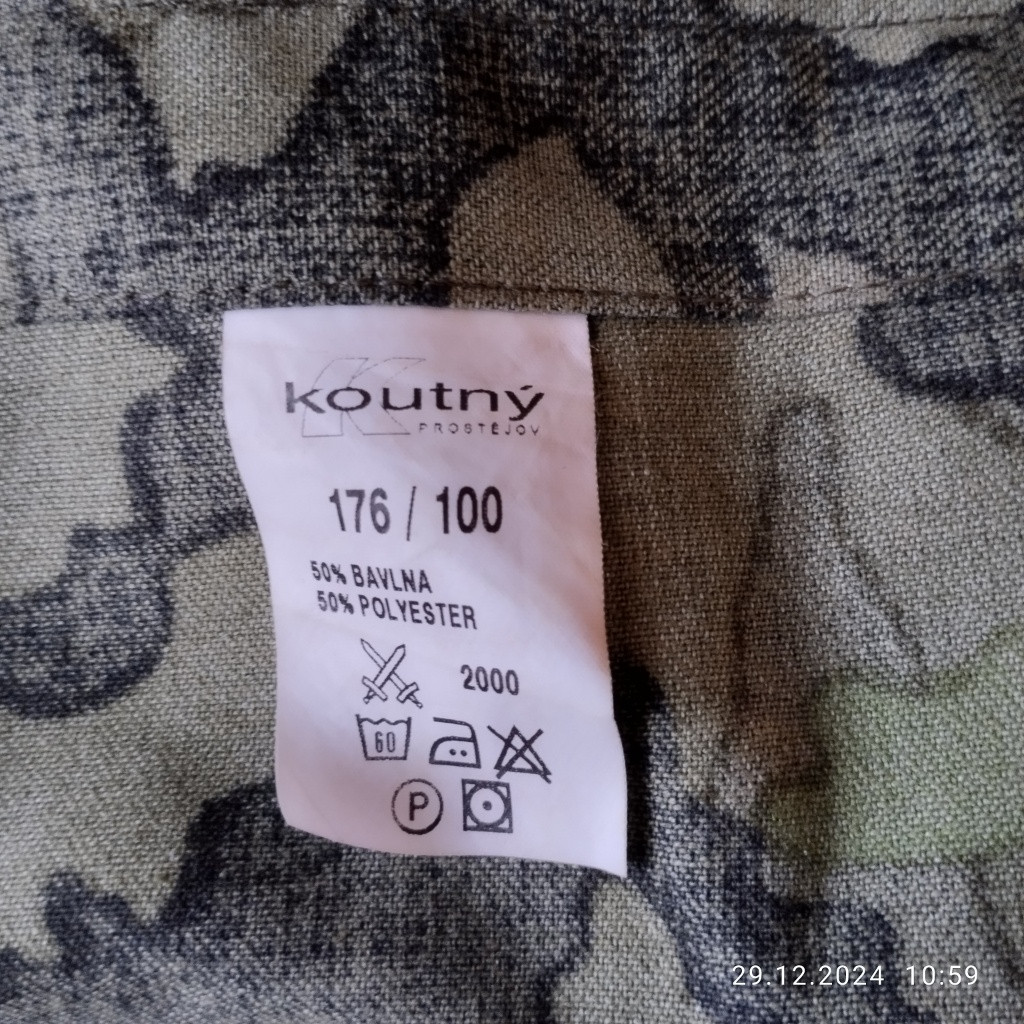 koutný
PROSTĚJOV
176 / 100
50% BAVLNA
50% POLYESTER
2000
60
P
29.12.2024 10:59